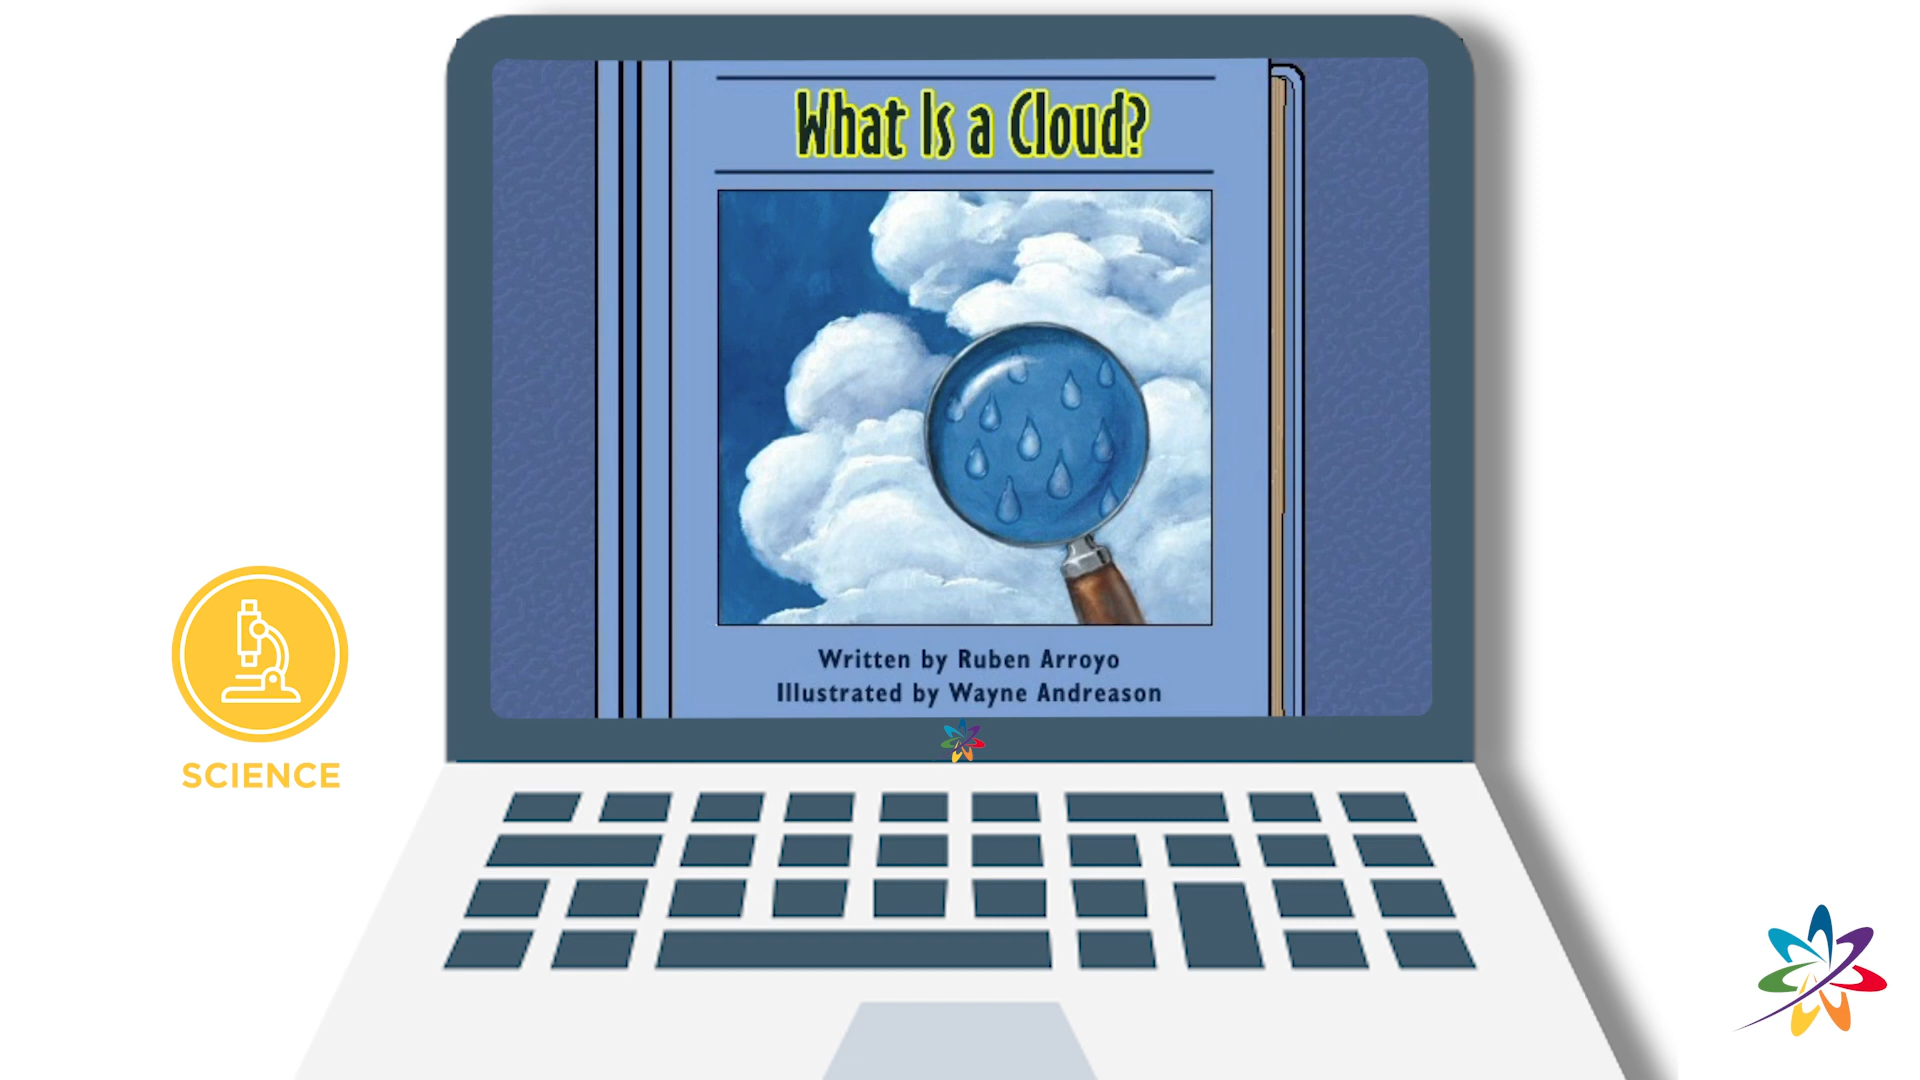 What Is a Cloud?
Written by Ruben Arroyo
Illustrated by Wayne Andreason
SCIENCE